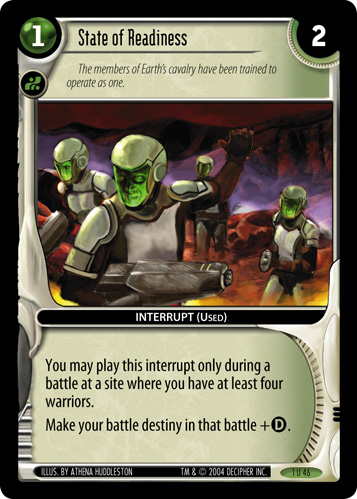 1 State of Readiness 2
The members of Earth's cavalry have been trained to
operate as one.
INTERRUPT (USED)
You may play this interrupt only during a
battle at a site where you have at least four
warriors.
Make your battle destiny in that battle +D.
ILLUS. BY ATHENA HUDDLESTON TM & © 2004 DECIPHER INC. 1 U 46